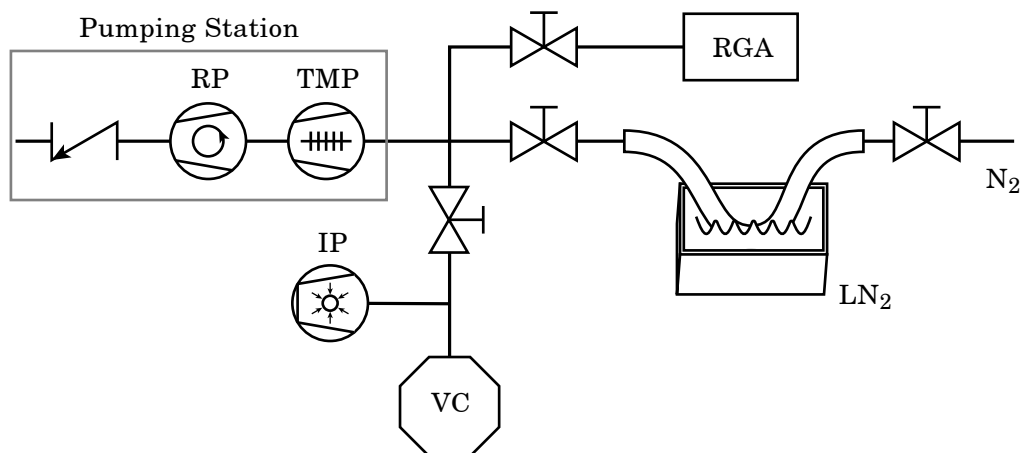 Pumping Station
RGA
RP
TMP
N₂
IP
LN₂
VC